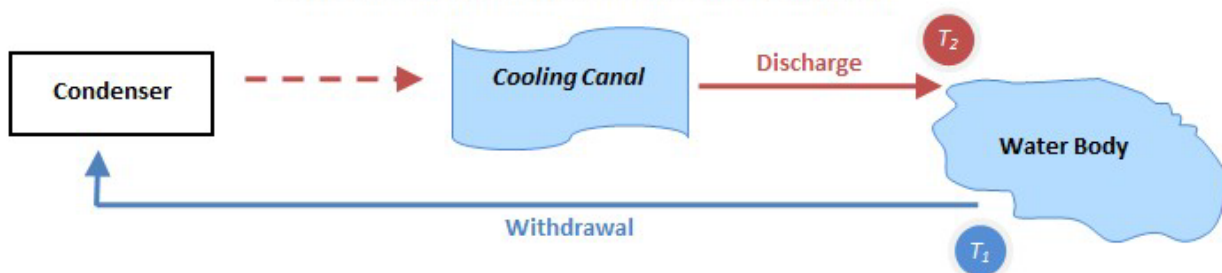 T2
Condenser
Cooling Canal
Discharge
Water Body
Withdrawal
T1